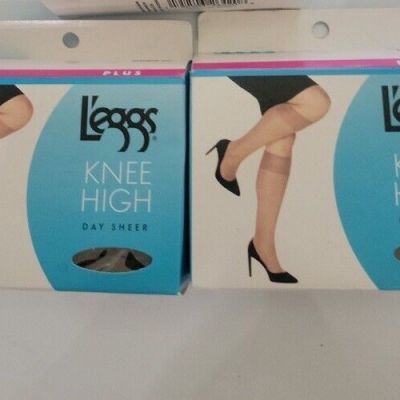 PLUS
L'eggs®
KNEE
HIGH
DAY SHEER
L'e
K
H